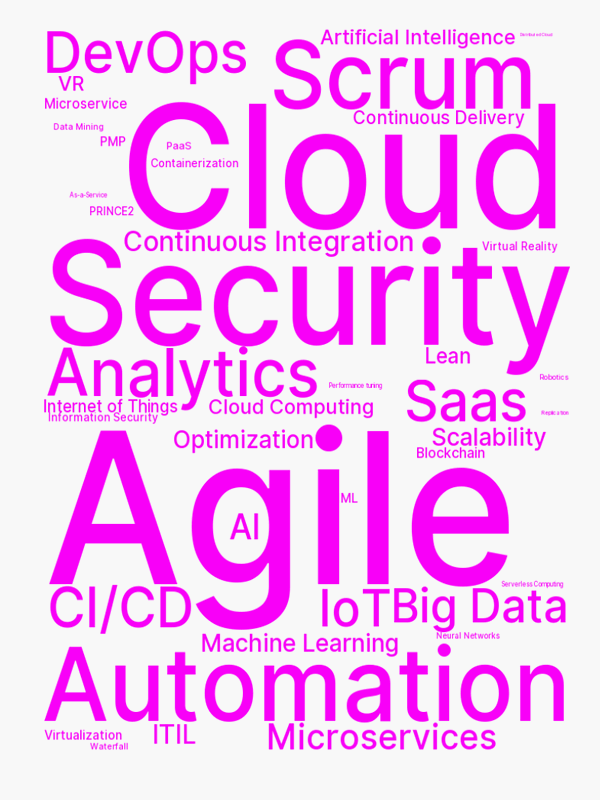 DevOps
Artificial Intelligence
Distributed Cloud
Scrum
VR
Microservice
Continuous Delivery
Data Mining
PMP
PaaS
Containerization
Cloud
As-a-Service
PRINCE2
Continuous Integration
Virtual Reality
Security
Lean
Analytics
Performance tuning
Robotics
Saas
Internet of Things
Cloud Computing
Replication
Information Security
Optimization
Scalability
Blockchain
Agile
ML
AI
Serverless Computing
CI/CD
IoT
Big Data
Neural Networks
Machine Learning
Automation
Virtualization
ITIL
Microservices
Waterfall